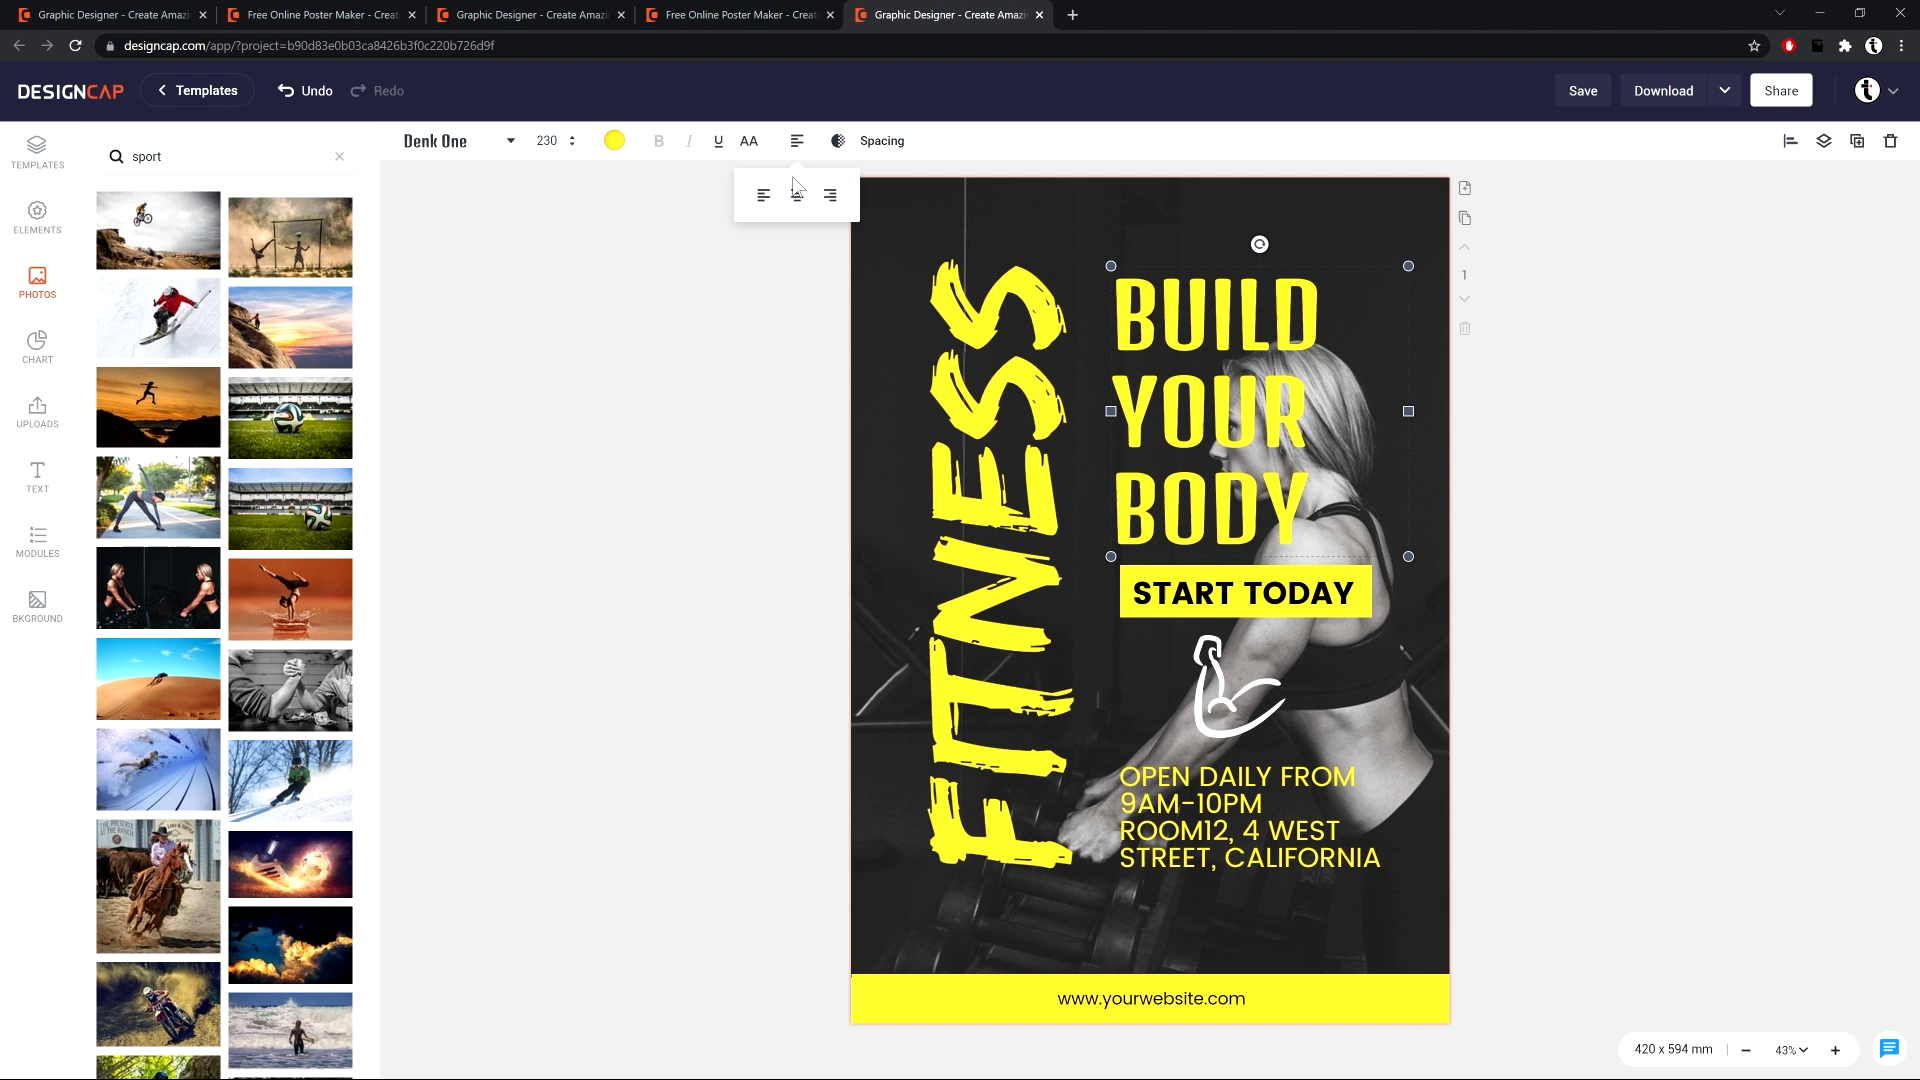 Graphic Designer - Create Amazi
Free Online Poster Maker - Creat
Graphic Designer - Create Amazi
Free Online Poster Maker - Creat
Graphic Designer - Create Amazi
designcap.com/app/?project=b90d83e0b03ca8426b3f0c220b726d9f
DESIGNCAP
Templates
Undo
Redo
Save
Download
Share
t
TEMPLATES
ELEMENTS
PHOTOS
CHART
UPLOADS
TEXT
MODULES
BKGROUND
sport
Denk One
230
B
I
U
AA
Spacing
1
FITNESS
BUILD
YOUR
BODY
START TODAY
OPEN DAILY FROM
9AM-10PM
ROOM12, 4 WEST
STREET, CALIFORNIA
www.yourwebsite.com
420 x 594 mm
43%